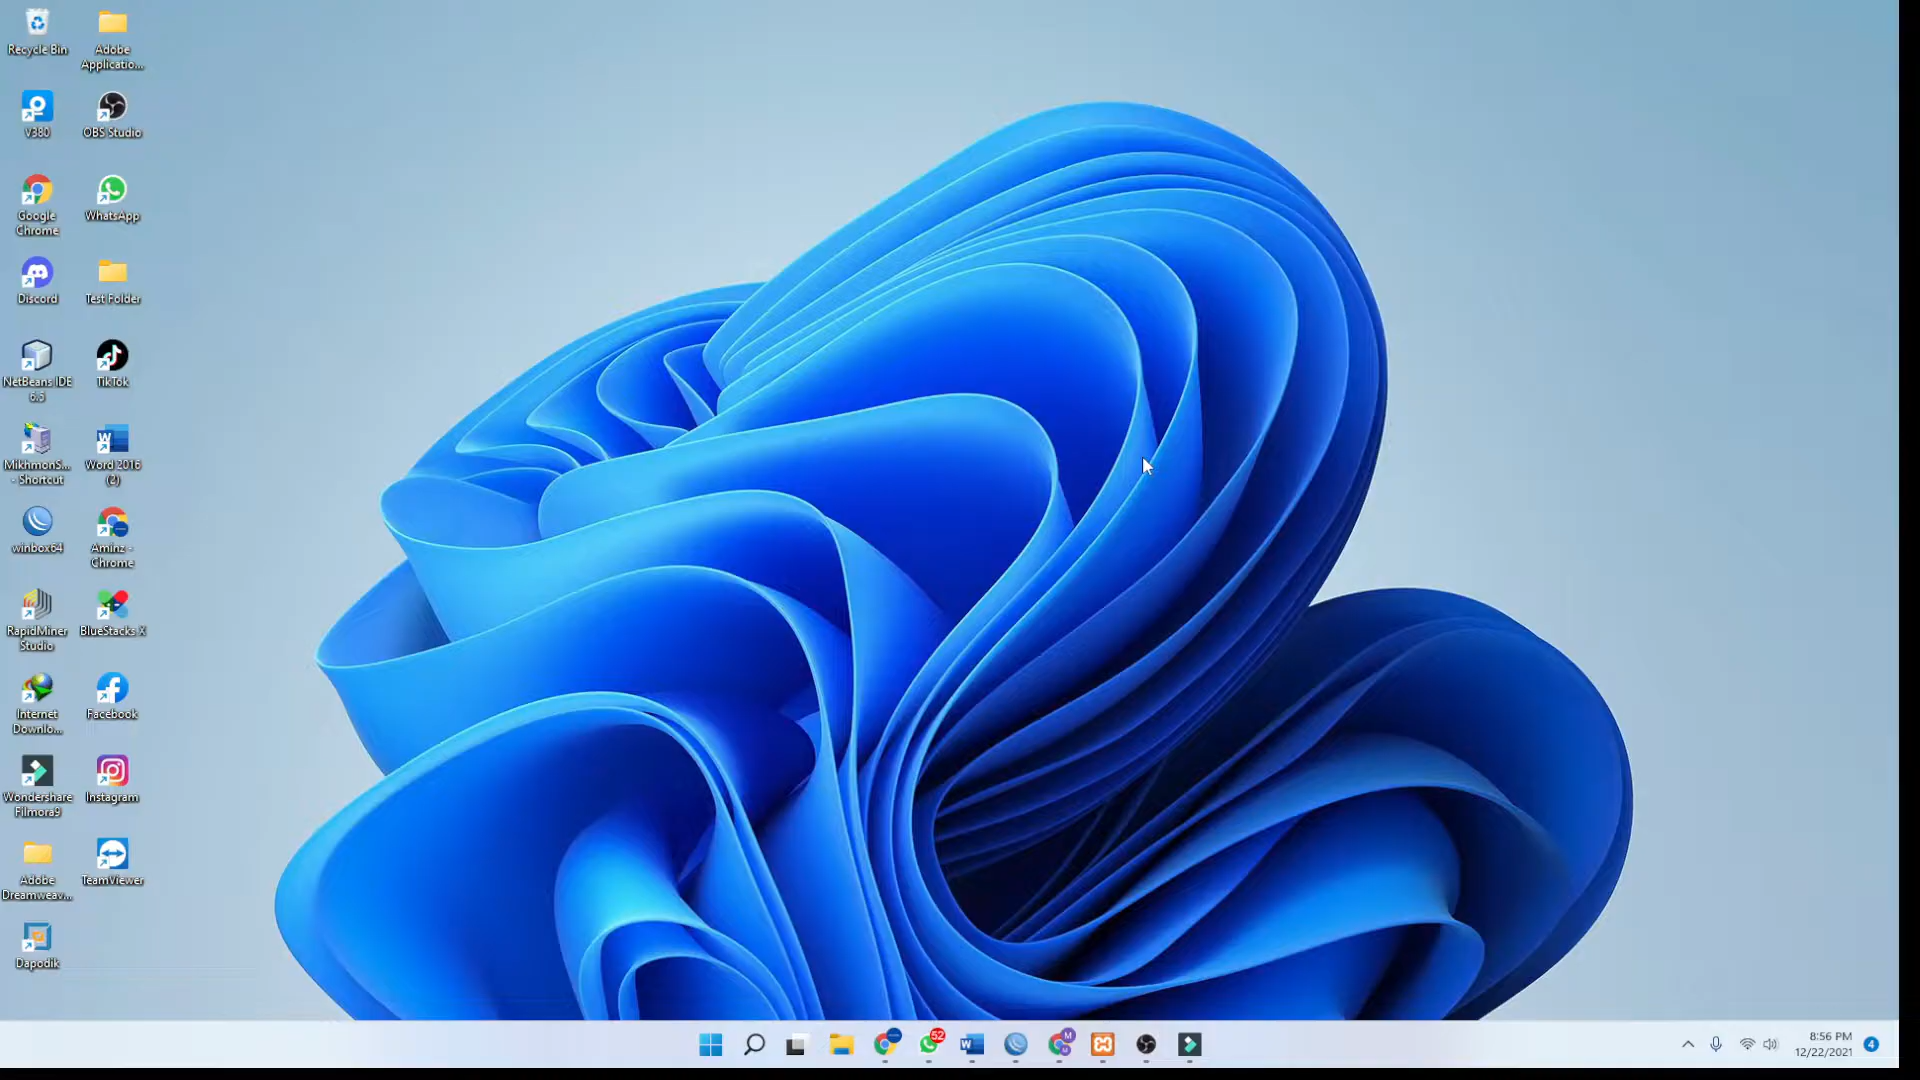 Recycle Bin
Adobe
Applicatio...
V380
OBS Studio
Google
Chrome
WhatsApp
Discord
Test Folder
NetBeans IDE
6.5
TikTok
MikhmonS...
- Shortcut
Word 2016
(2)
winbox64
Aminz -
Chrome
RapidMiner
Studio
BlueStacks X
Internet
Downlo...
Facebook
Wondershare
Filmora9
Instagram
Adobe
Dreamweav...
TeamViewer
Dapodik
52
W
M
M
8:56 PM
12/22/2021
4